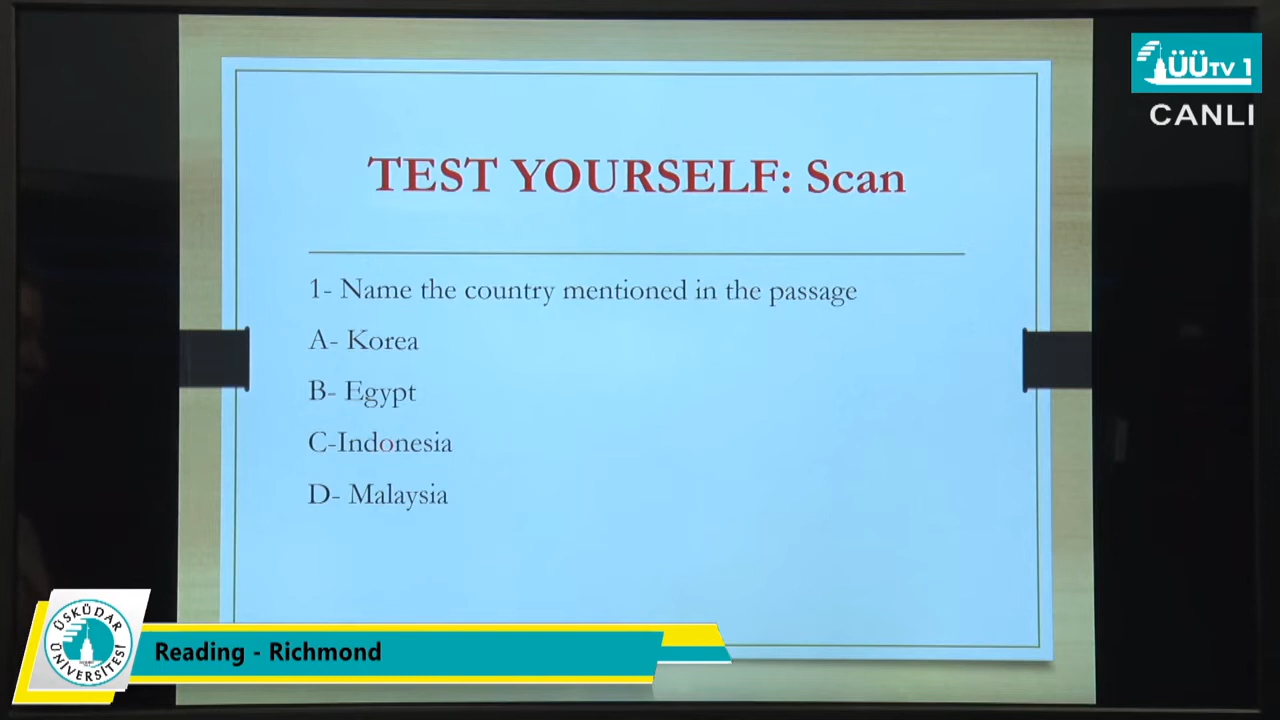 ÜÜTV 1
CANLI
TEST YOURSELF: Scan
1- Name the country mentioned in the passage
A- Korea
B- Egypt
C-Indonesia
D- Malaysia
ÜSKÜDAR
ÜNİVERSİTESİ
Reading - Richmond